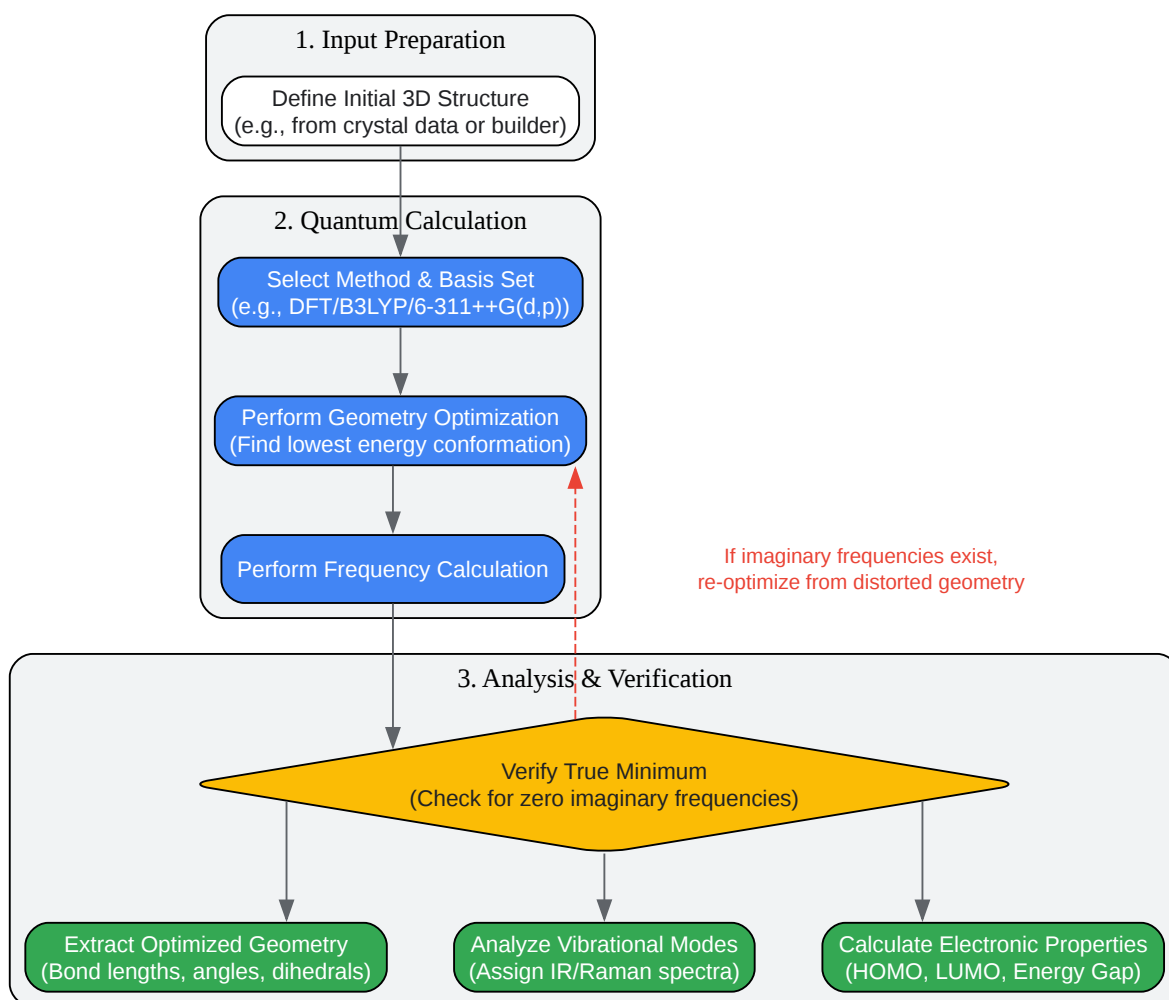 1. Input Preparation
Define Initial 3D Structure
(e.g., from crystal data or builder)
2. Quantum Calculation
Select Method & Basis Set
(e.g., DFT/B3LYP/6-311++G(d,p))
Perform Geometry Optimization
(Find lowest energy conformation)
Perform Frequency Calculation
If imaginary frequencies exist,
re-optimize from distorted geometry
3. Analysis & Verification
Verify True Minimum
(Check for zero imaginary frequencies)
Extract Optimized Geometry
(Bond lengths, angles, dihedrals)
Analyze Vibrational Modes
(Assign IR/Raman spectra)
Calculate Electronic Properties
(HOMO, LUMO, Energy Gap)